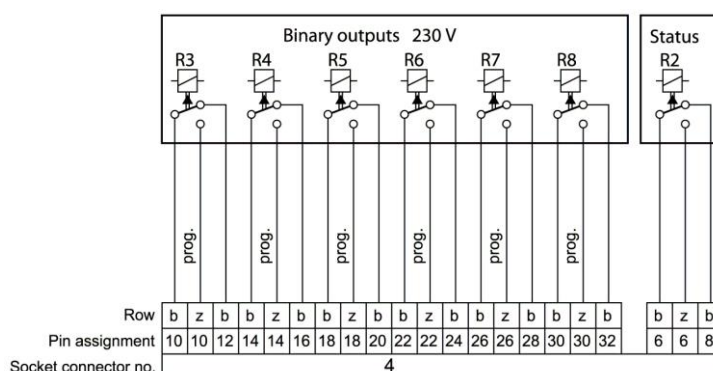 Binary outputs 230 V
Status
R3 R4 R5 R6 R7 R8 R2
prog. prog. prog. prog. prog. prog.
Row b z b b z b b z b b z b b z b b z b b z b
Pin assignment 10 10 12 14 14 16 18 18 20 22 22 24 26 26 28 30 30 32 6 6 8
Socket connector no. 4